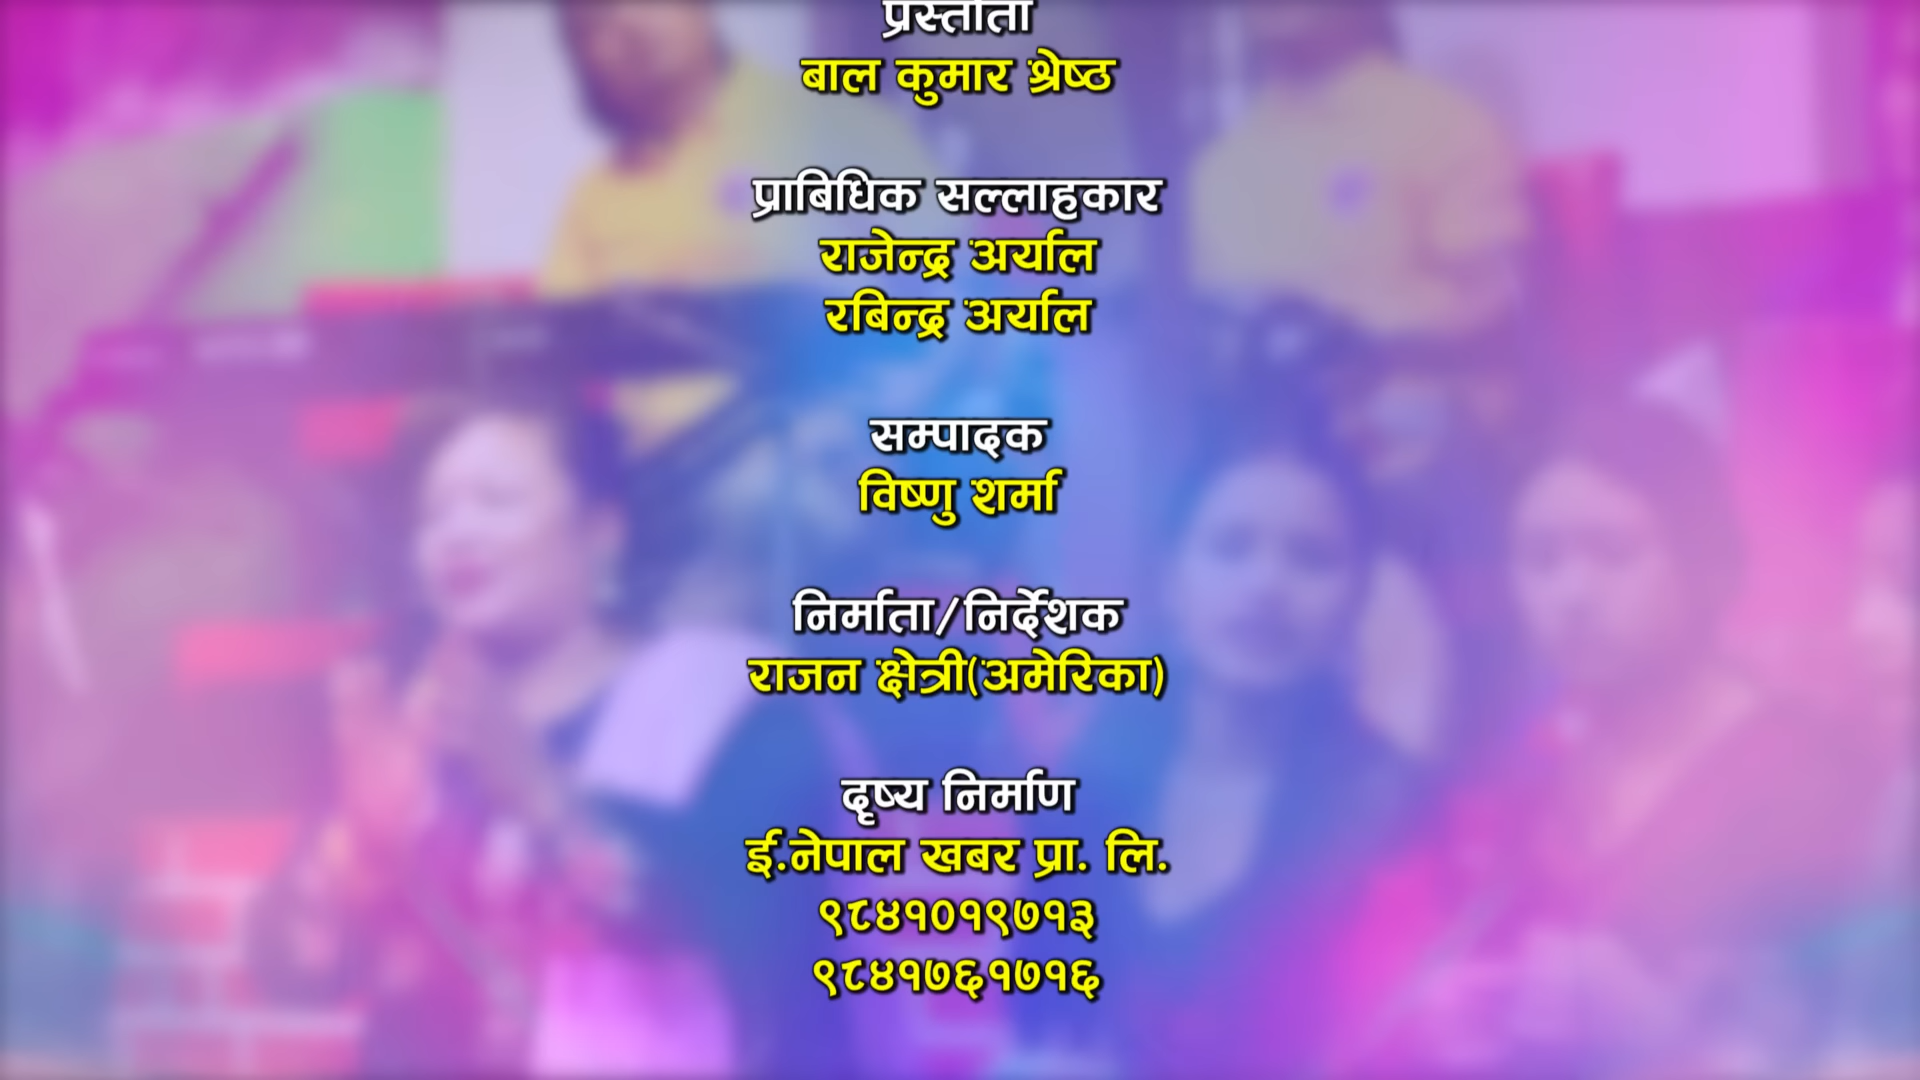 प्रस्तोता
बाल कुमार श्रेष्ठ
प्राबिधिक सल्लाहकार
राजेन्द्र अर्याल
रबिन्द्र अर्याल
सम्पादक
विष्णु शर्मा
निर्माता/निर्देशक
राजन क्षेत्री(अमेरिका)
दृष्य निर्माण
ई.नेपाल खबर प्रा. लि.
९८४१०१९७१३
९८४१७६१७१६